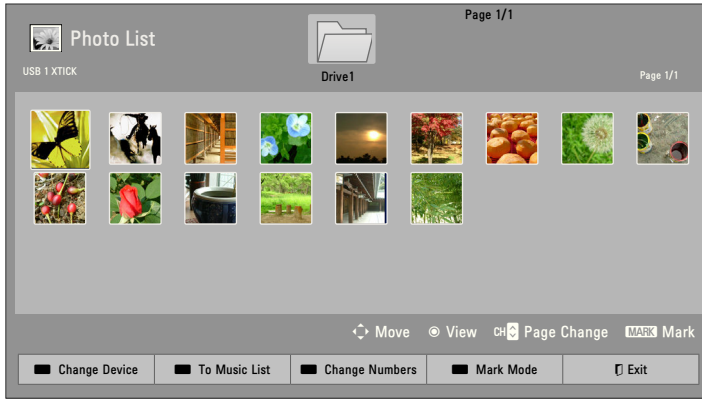 Page 1/1
Photo List
USB 1 XTICK
Drive1
Page 1/1
Move View CH Page Change MARK Mark
Change Device To Music List Change Numbers Mark Mode Exit